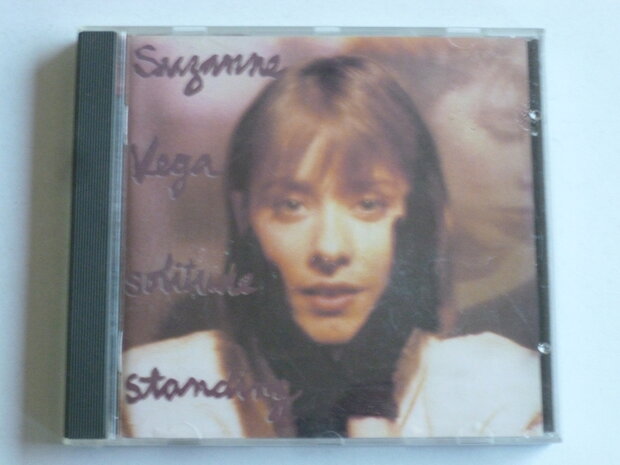 Suzanne
Vega
solitude
standing